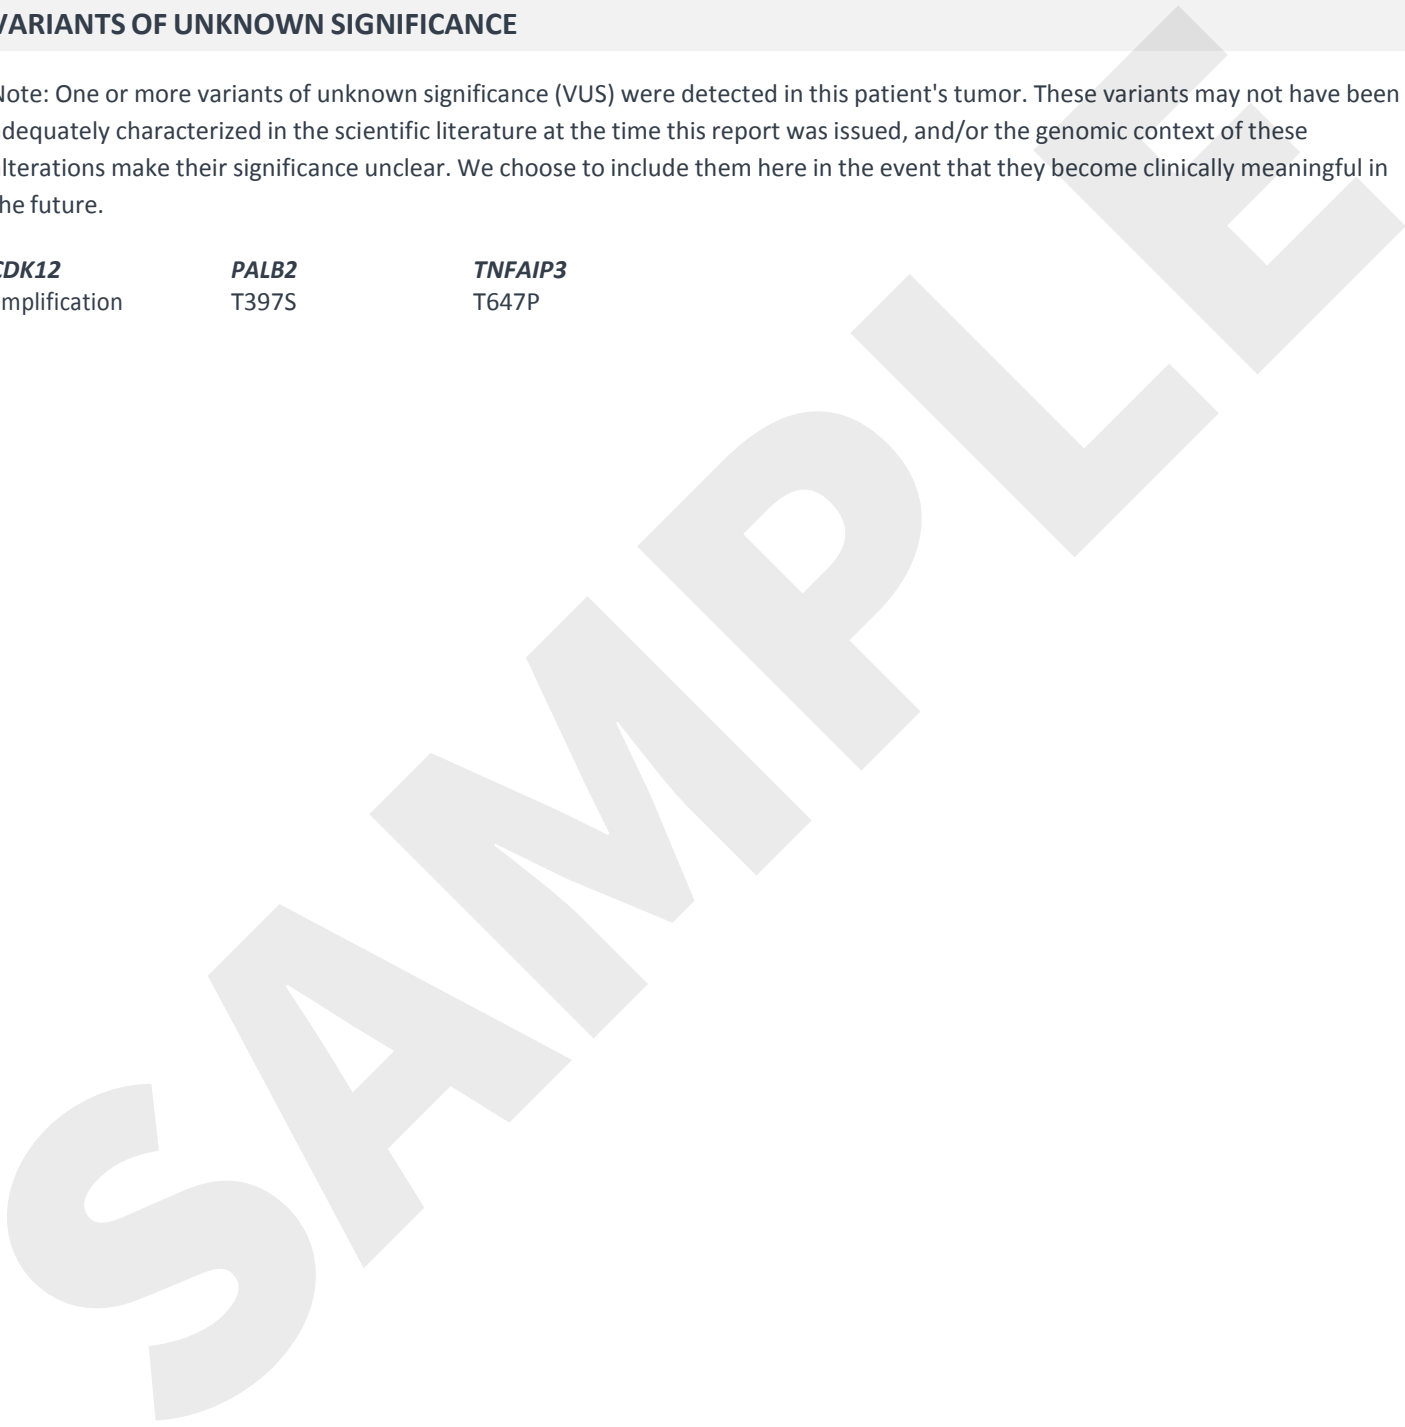 VARIANTS OF UNKNOWN SIGNIFICANCE
Note: One or more variants of unknown significance (VUS) were detected in this patient's tumor. These variants may not have been
adequately characterized in the scientific literature at the time this report was issued, and/or the genomic context of these
alterations make their significance unclear. We choose to include them here in the event that they become clinically meaningful in
the future.
CDK12 PALB2 TNFAIP3
amplification T397S T647P
SAMPLE